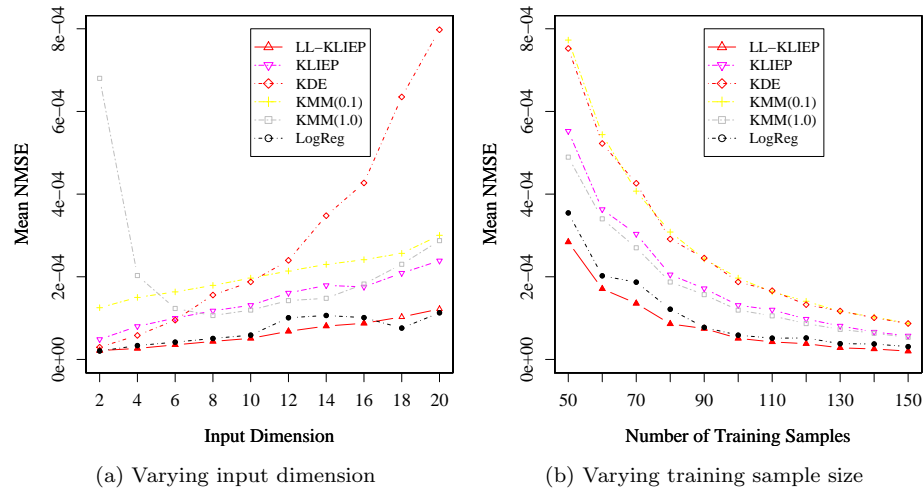 LL−KLIEP
KLIEP
KDE
KMM(0.1)
KMM(1.0)
LogReg
Mean NMSE
0e+00 2e−04 4e−04 6e−04 8e−04
2 4 6 8 10 12 14 16 18 20
Input Dimension
(a) Varying input dimension
LL−KLIEP
KLIEP
KDE
KMM(0.1)
KMM(1.0)
LogReg
Mean NMSE
0e+00 2e−04 4e−04 6e−04 8e−04
50 70 90 110 130 150
Number of Training Samples
(b) Varying training sample size